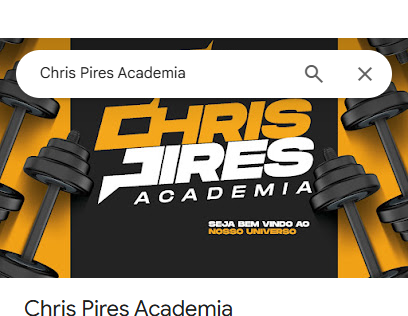 Chris Pires Academia
CHRIS
PIRES
ACADEMIA
SEJA BEM VINDO AO
NOSSO UNIVERSO
Chris Pires Academia